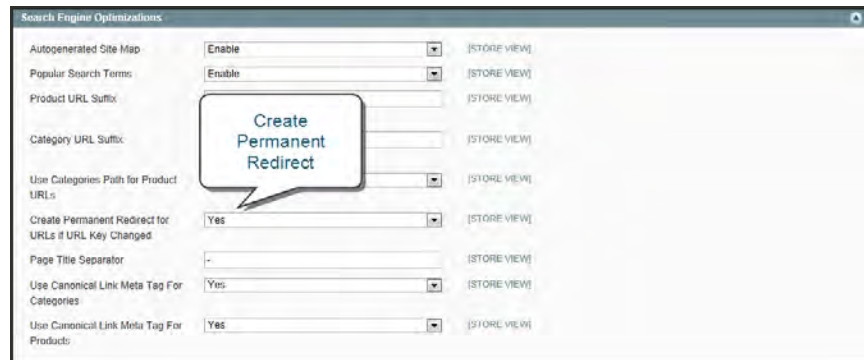 Search Engine Optimizations
Autogenerated Site Map Enable [STORE VIEW]
Popular Search Terms Enable [STORE VIEW]
Product URL Suffix [STORE VIEW]
Create
Permanent
Redirect
Category URL Suffix [STORE VIEW]
Use Categories Path for Product
URLs [STORE VIEW]
Create Permanent Redirect for
URLs if URL Key Changed Yes [STORE VIEW]
Page Title Separator - [STORE VIEW]
Use Canonical Link Meta Tag For
Categories Yes [STORE VIEW]
Use Canonical Link Meta Tag For
Products Yes [STORE VIEW]